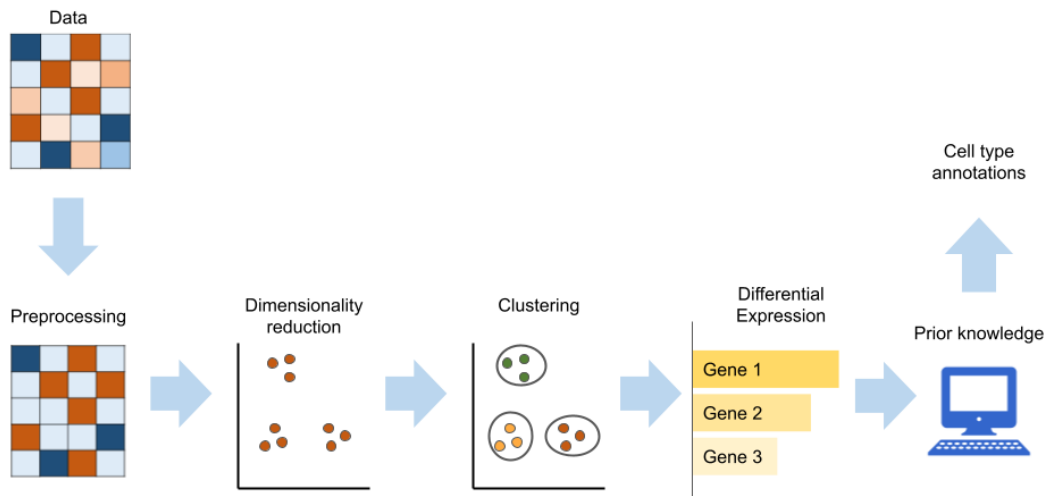 Data
Preprocessing
Dimensionality
reduction
Clustering
Differential
Expression
Gene 1
Gene 2
Gene 3
Prior knowledge
Cell type
annotations